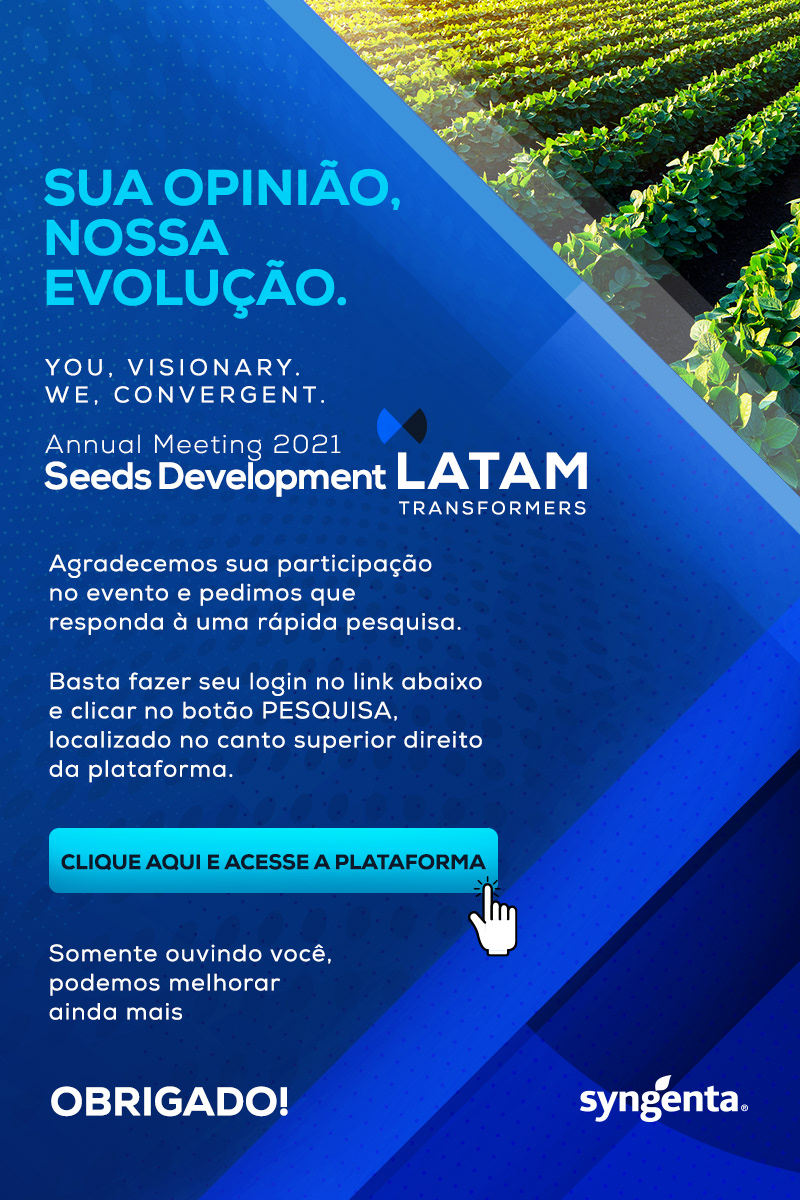 SUA OPINIÃO,
NOSSA
EVOLUÇÃO.
YOU, VISIONARY.
WE, CONVERGENT.
Annual Meeting 2021
Seeds Development LATAM
TRANSFORMERS
Agradecemos sua participação
no evento e pedimos que
responda à uma rápida pesquisa.
Basta fazer seu login no link abaixo
e clicar no botão PESQUISA,
localizado no canto superior direito
da plataforma.
CLIQUE AQUI E ACESSE A PLATAFORMA
Somente ouvindo você,
podemos melhorar
ainda mais
OBRIGADO!
syngenta®